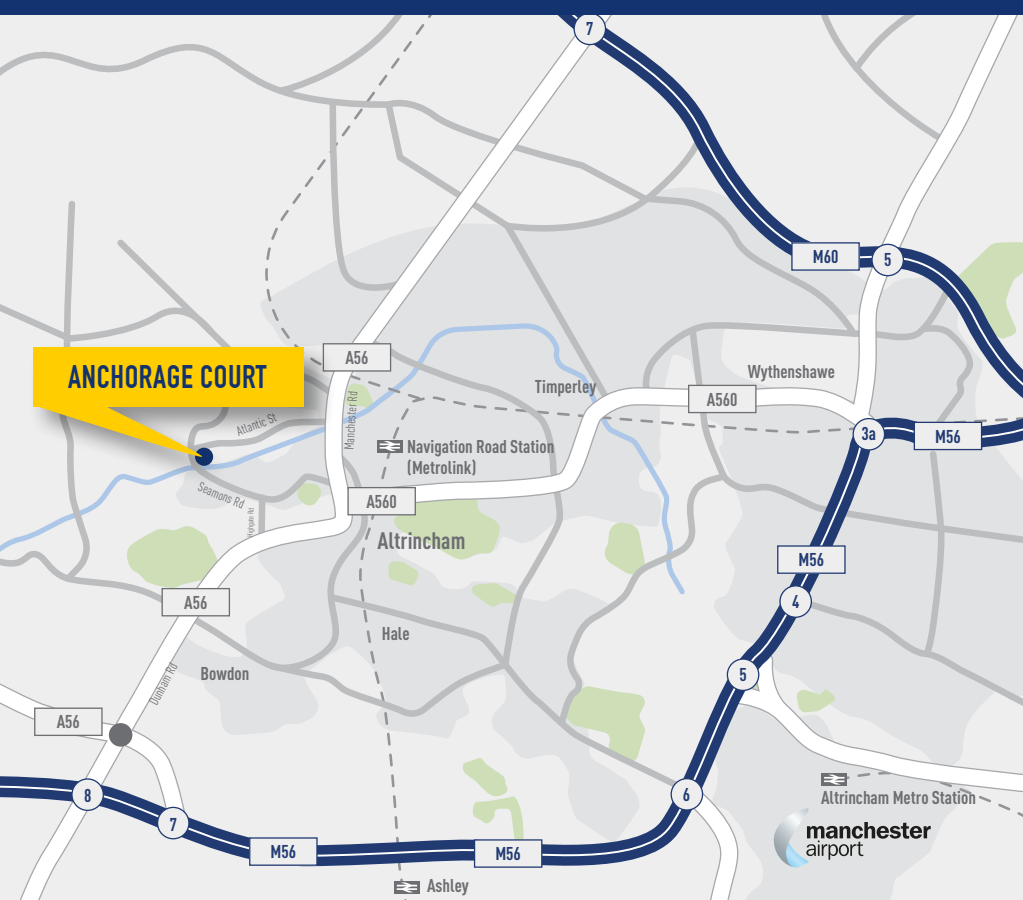 7
M60
5
A56
ANCHORAGE COURT
Wythenshawe
Timperley
A560
Manchester Rd
Atlantic St
3a
M56
Navigation Road Station
(Metrolink)
Seamons Rd
A560
Highgate Rd
Altrincham
M56
A56
4
Hale
Bowdon
5
Dunham Rd
A56
8
7
6
Altrincham Metro Station
manchester
airport
M56
M56
Ashley